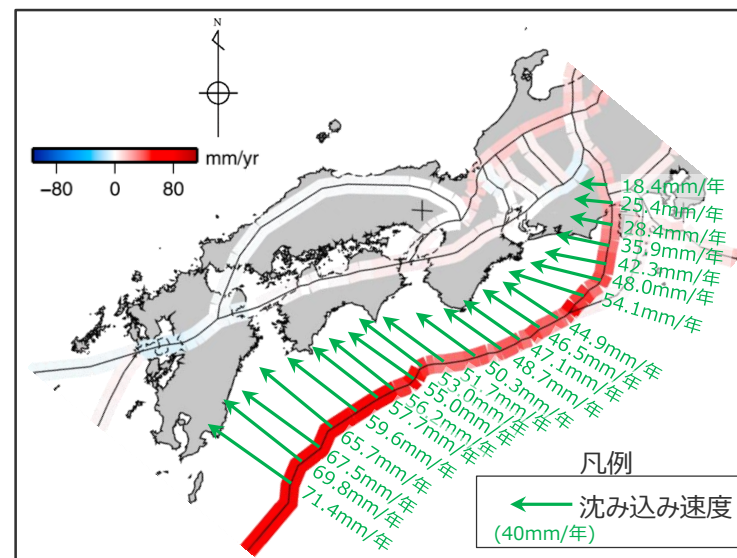 N
mm/yr
−80 0 80
18.4mm/年
25.4mm/年
28.4mm/年
35.9mm/年
42.3mm/年
48.0mm/年
54.1mm/年
44.9mm/年
46.5mm/年
47.1mm/年
48.7mm/年
50.3mm/年
51.7mm/年
53.0mm/年
55.0mm/年
56.2mm/年
57.7mm/年
59.6mm/年
65.7mm/年
67.5mm/年
69.8mm/年
71.4mm/年
凡例
沈み込み速度
(40mm/年)